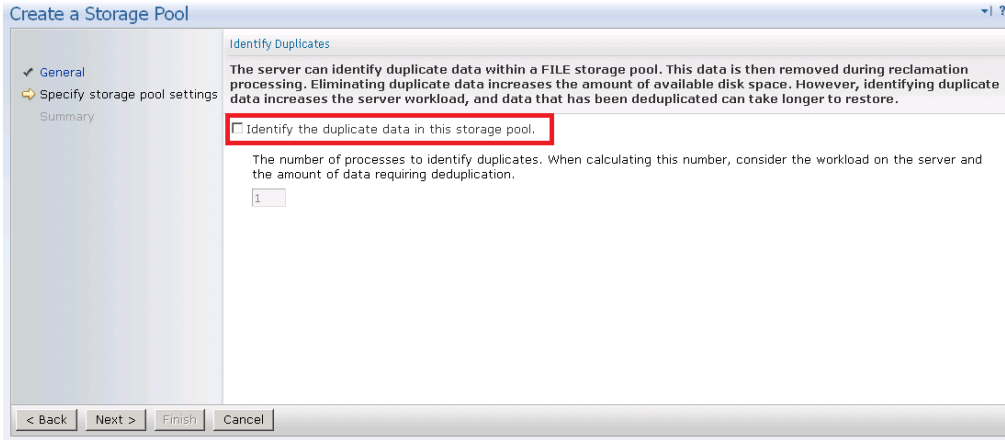 Create a Storage Pool
?
General
Specify storage pool settings
Summary
Identify Duplicates
The server can identify duplicate data within a FILE storage pool. This data is then removed during reclamation
processing. Eliminating duplicate data increases the amount of available disk space. However, identifying duplicate
data increases the server workload, and data that has been deduplicated can take longer to restore.
Identify the duplicate data in this storage pool.
The number of processes to identify duplicates. When calculating this number, consider the workload on the server and
the amount of data requiring deduplication.
1
< Back Next > Finish Cancel